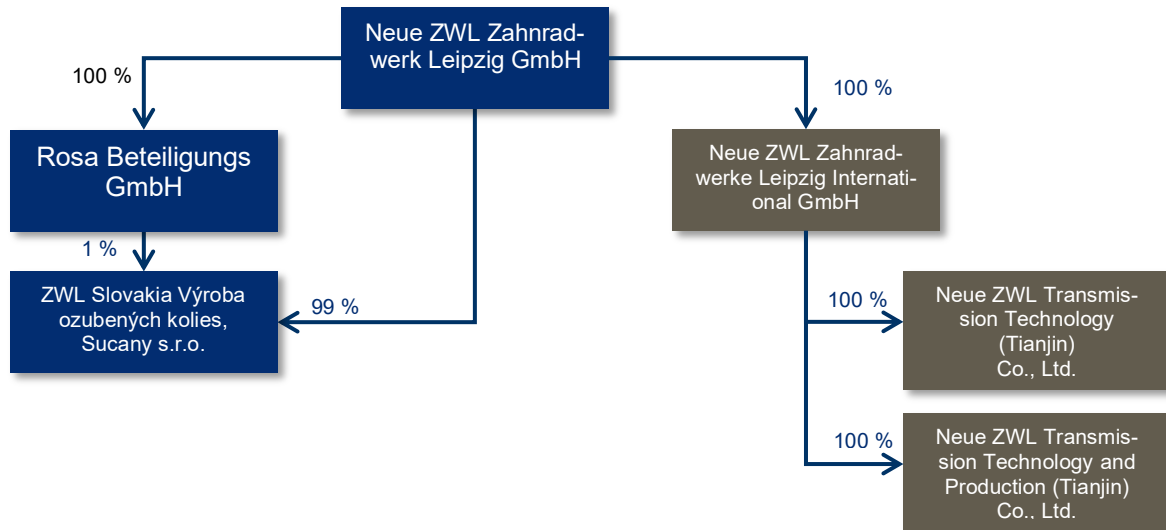 Neue ZWL Zahnrad-
werk Leipzig GmbH
100 %
100 %
Rosa Beteiligungs
GmbH
Neue ZWL Zahnrad-
werke Leipzig Internati-
onal GmbH
1 %
ZWL Slovakia Výroba
ozubených kolies,
Sucany s.r.o.
99 %
100 %
Neue ZWL Transmis-
sion Technology
(Tianjin)
Co., Ltd.
100 %
Neue ZWL Transmis-
sion Technology and
Production (Tianjin)
Co., Ltd.